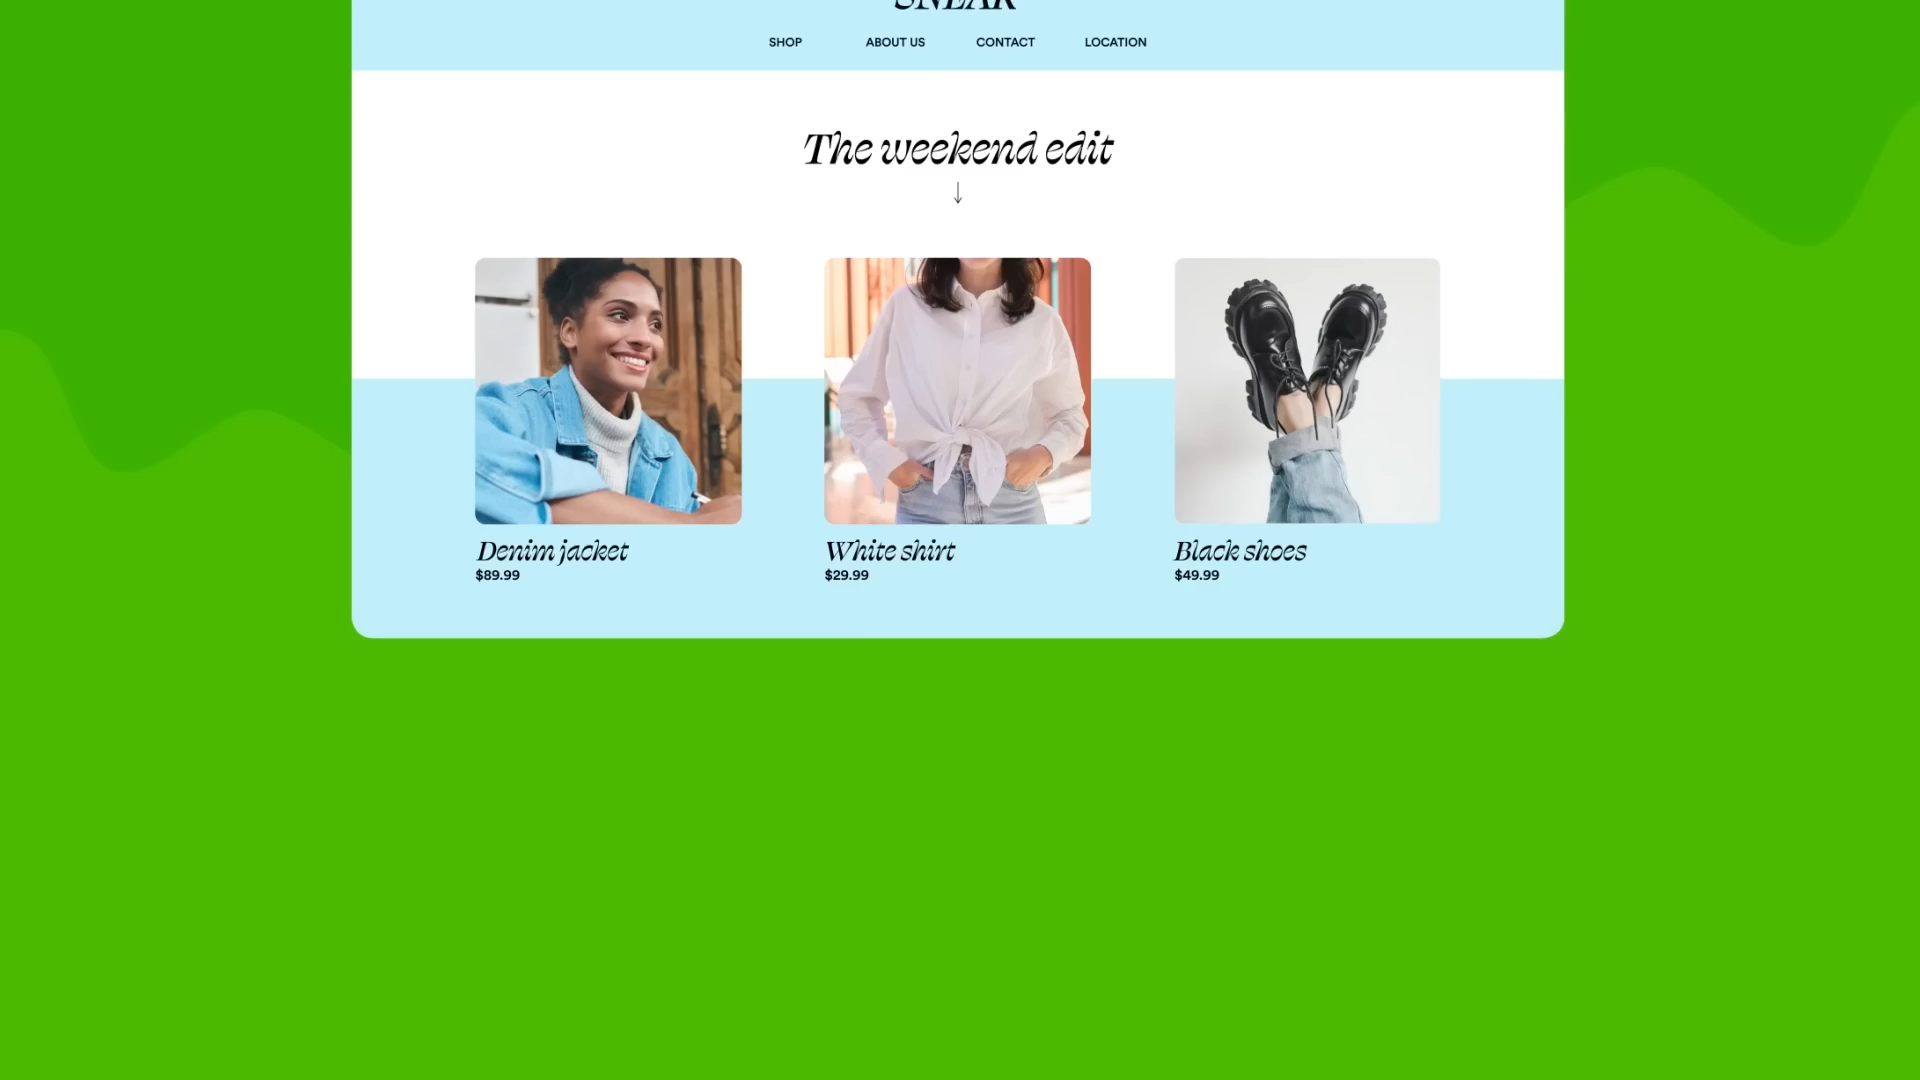 SHOP ABOUT US CONTACT LOCATION
The weekend edit
Denim jacket White shirt Black shoes
$89.99 $29.99 $49.99